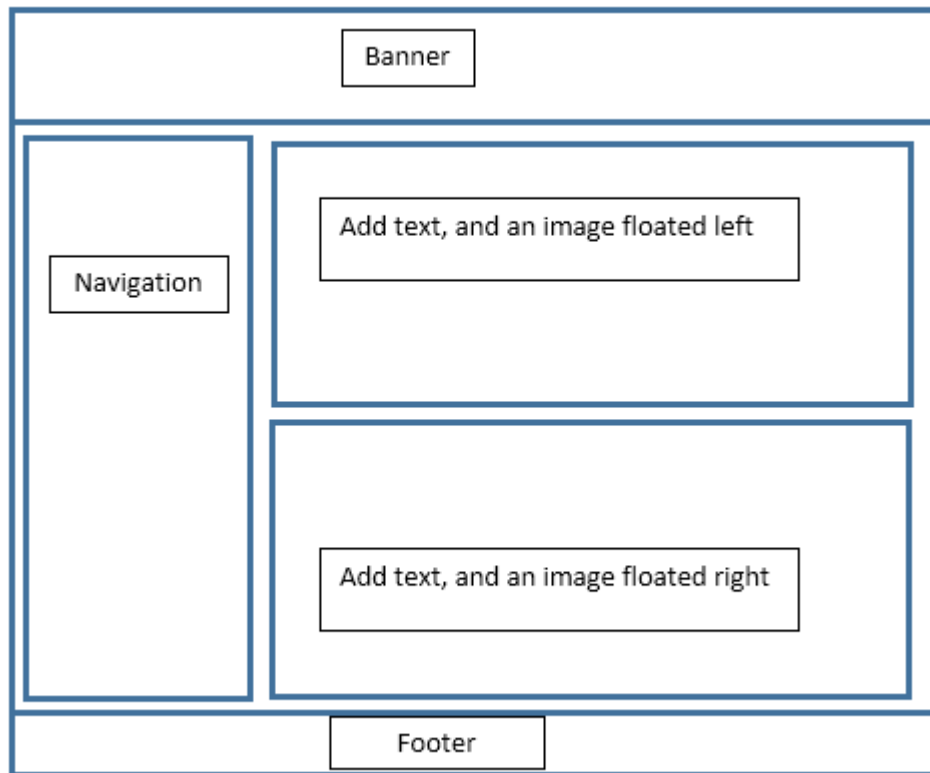 Banner
Add text, and an image floated left
Navigation
Add text, and an image floated right
Footer